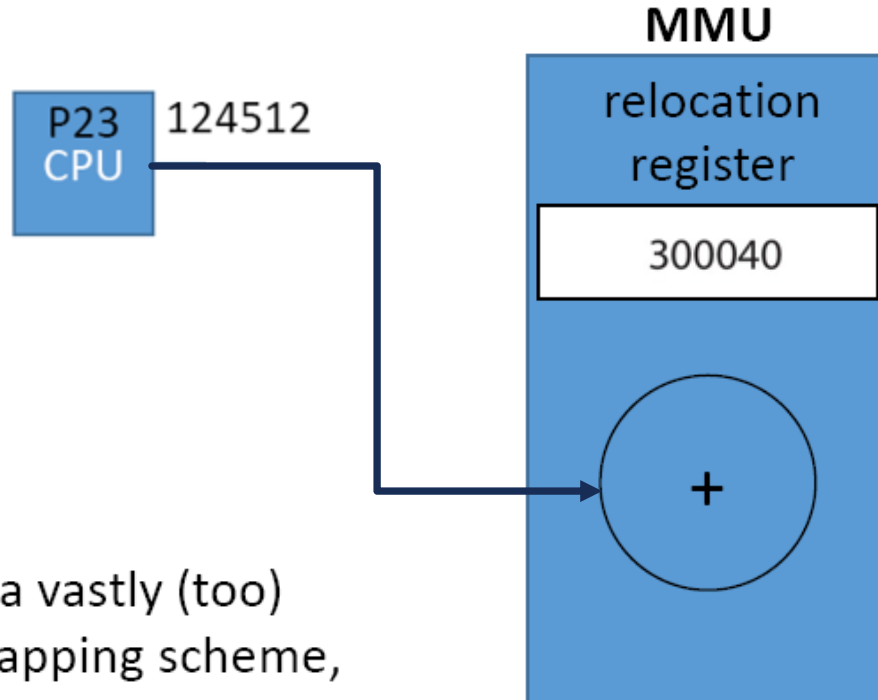 MMU
P23
CPU
124512
relocation
register
300040
+
a vastly (too)
apping scheme,